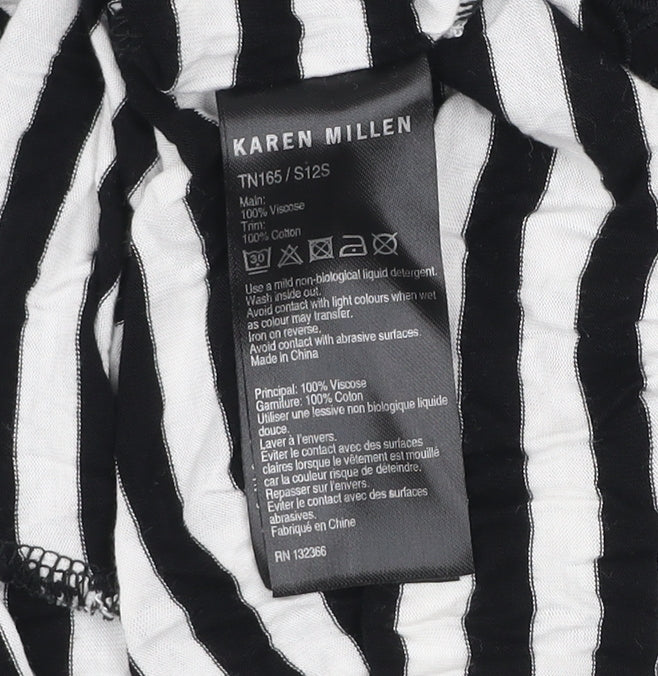 KAREN MILLEN
TN165 / S12S
Main:
100% Viscose
Trim:
100% Cotton
30
Use a mild non-biological liquid detergent.
Wash inside out.
Avoid contact with light colours when wet
as colour may transfer.
Iron on reverse.
Avoid contact with abrasive surfaces.
Made in China
Principal: 100% Viscose
Garniture: 100% Coton
Utiliser une lessive non biologique liquide
douce.
Laver à l'envers.
Eviter le contact avec des surfaces
claires lorsque le vêtement est mouillé
car la couleur risque de déteindre.
Repasser sur l'envers.
Eviter le contact avec des surfaces
abrasives.
Fabriqué en Chine
RN 132366